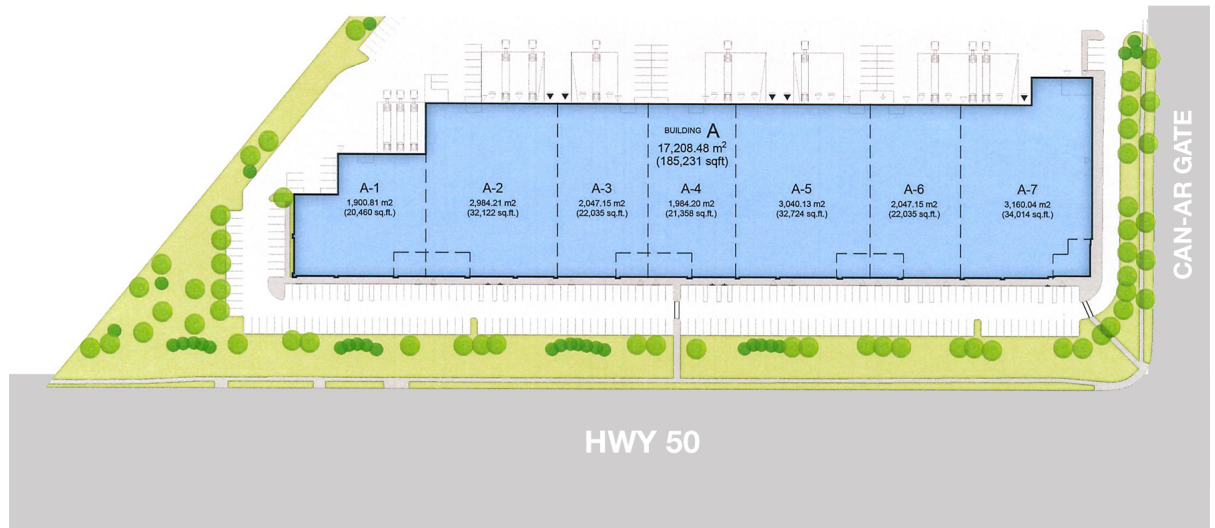 BUILDING A
17,208.48 m2
(185,231 sqft)
A-1
1,900.81 m2
(20,460 sq.ft.)
A-2
2,984.21 m2
(32,122 sq.ft.)
A-3
2,047.15 m2
(22,035 sq.ft.)
A-4
1,984.20 m2
(21,358 sq.ft.)
A-5
3,040.13 m2
(32,724 sq.ft.)
A-6
2,047.15 m2
(22,035 sq.ft.)
A-7
3,160.04 m2
(34,014 sq.ft.)
CAN-AR GATE
HWY 50